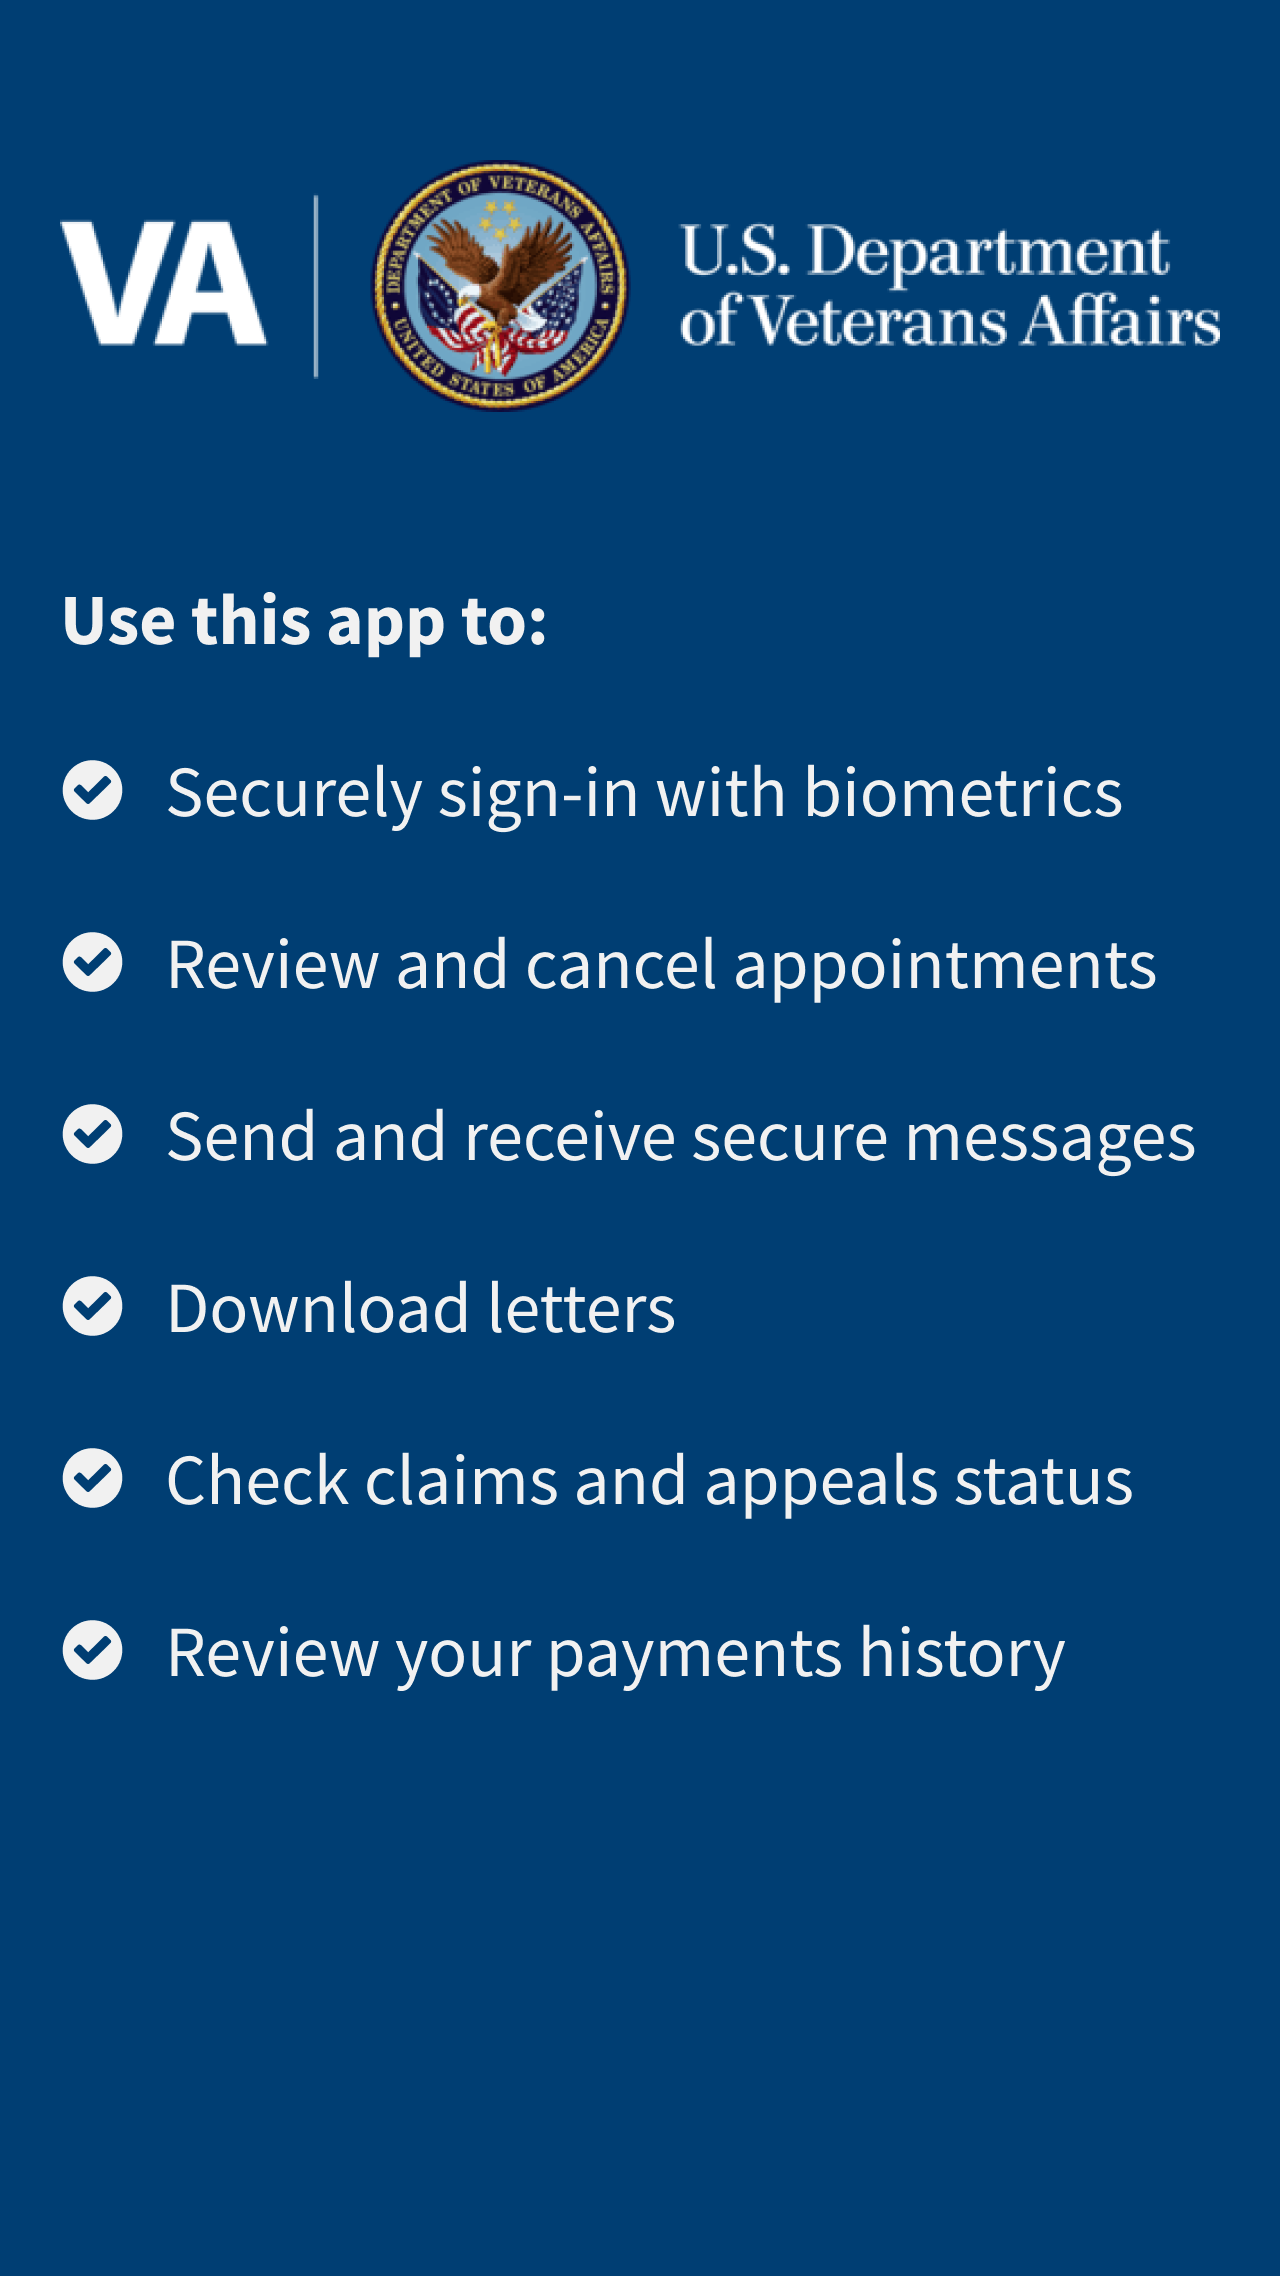 VA
DEPARTMENT OF VETERANS AFFAIRS
UNITED STATES OF AMERICA
U.S. Department
of Veterans Affairs
Use this app to:
Securely sign-in with biometrics
Review and cancel appointments
Send and receive secure messages
Download letters
Check claims and appeals status
Review your payments history